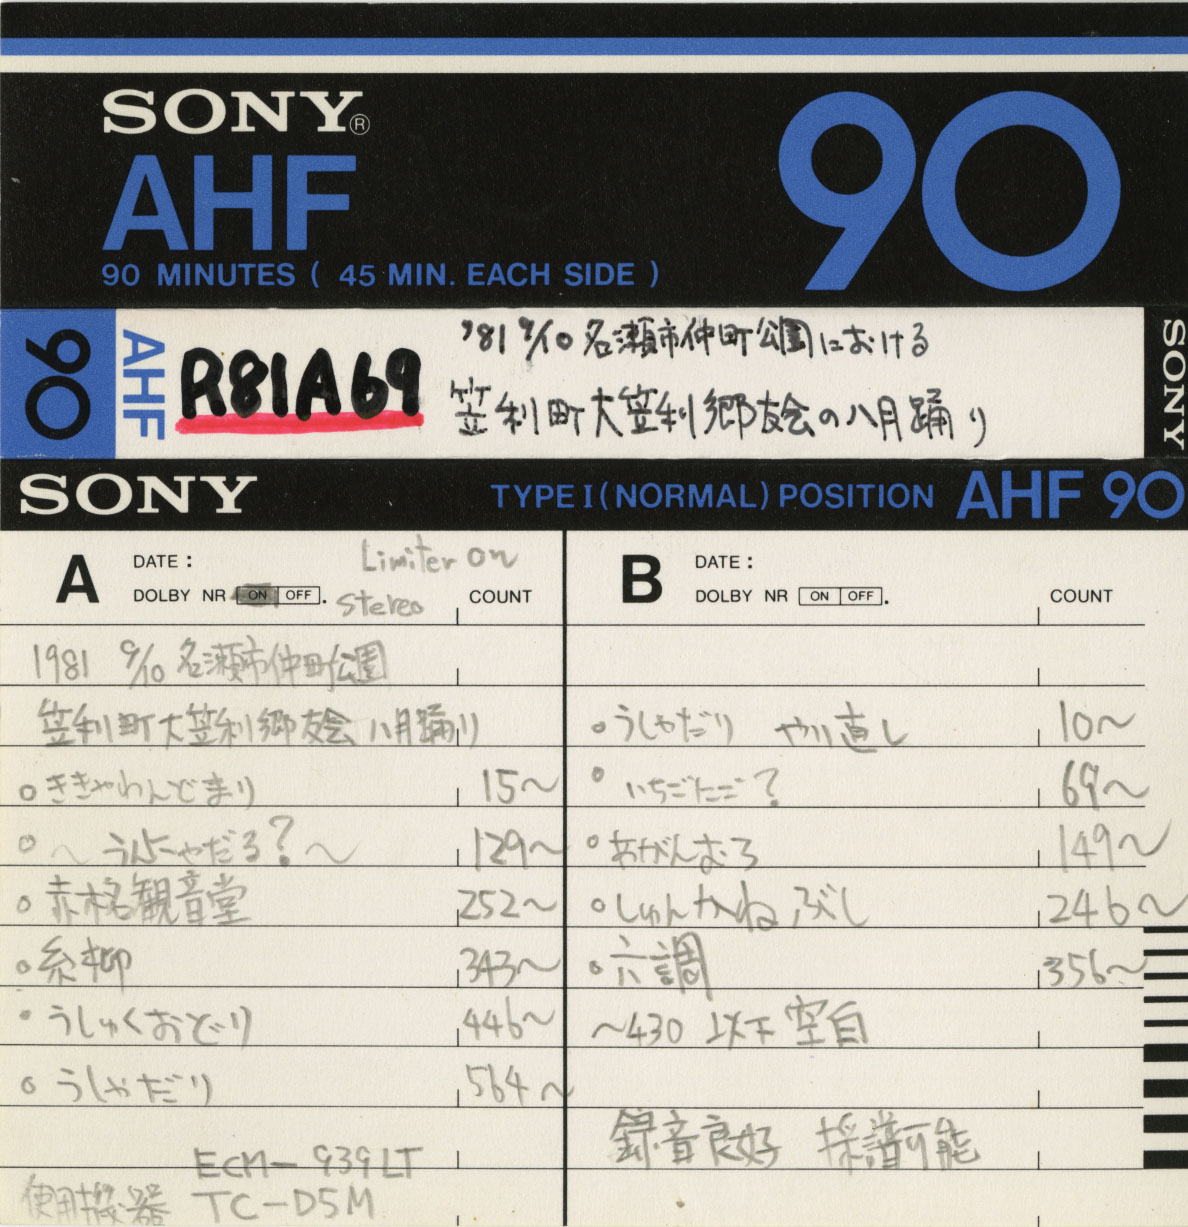 SONY®
AHF
90
90 MINUTES ( 45 MIN. EACH SIDE )
90
AHF
R81A69
'81 9/10 名瀬市仲町公園における
笠利町大笠利郷友会の八月踊り
SONY
SONY
TYPE I (NORMAL) POSITION AHF 90
A
DATE :
Limiter on
DOLBY NR ON OFF .
Stereo
COUNT
1981 9/10 名瀬市仲町公園
笠利町大笠利郷友会 八月踊り
○ ききゃわんどまり 15〜
○ 〜 うんにゃだる? 〜 129〜
○ 赤木名観音堂 252〜
○ 糸柳 343〜
○ うしゅくおどり 446〜
○ うしゃだり 564〜
ECM-939LT
使用機器 TC-D5M
B
DATE :
DOLBY NR ON OFF .
COUNT
○ うしゃだり やり直し 10〜
○ いちごたご? 69〜
○ あがんむろ 149〜
○ しゅんかねぶし 246〜
○ 六調 356〜
〜430 以下空白
録音良好 採譜可能